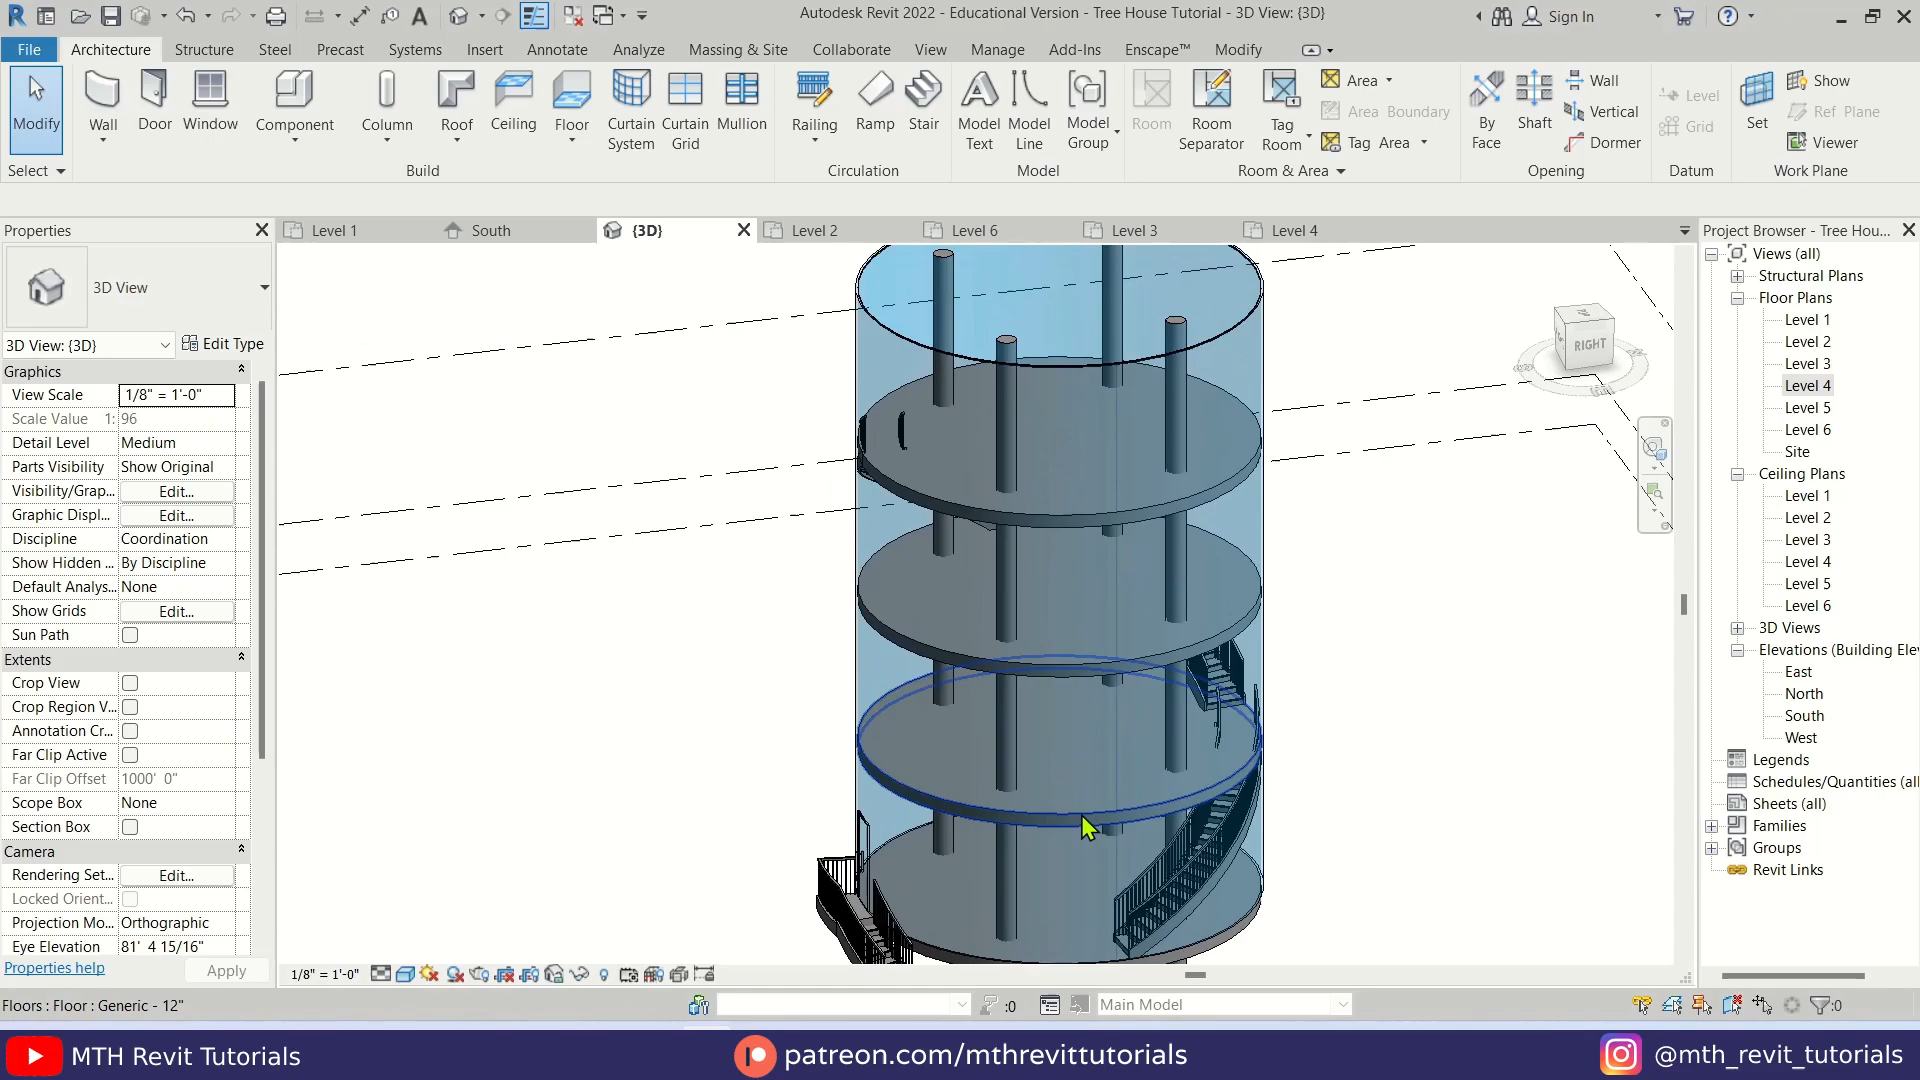 Autodesk Revit 2022 - Educational Version - Tree House Tutorial - 3D View: {3D}
Sign In
File Architecture Structure Steel Precast Systems Insert Annotate Analyze Massing & Site Collaborate View Manage Add-Ins Enscape™ Modify
Modify
Wall
Door
Window
Component
Column
Roof
Ceiling
Floor
Curtain System
Curtain Grid
Mullion
Railing
Ramp
Stair
Model Text
Model Line
Model Group
Room
Room Separator
Tag Room
Area
Area Boundary
Tag Area
By Face
Shaft
Wall
Vertical
Dormer
Level
Grid
Set
Show
Ref Plane
Viewer
Select Build Circulation Model Room & Area Opening Datum Work Plane
Properties
Level 1 South {3D} Level 2 Level 6 Level 3 Level 4
3D View
3D View: {3D} Edit Type
Graphics
View Scale 1/8" = 1'-0"
Scale Value 1: 96
Detail Level Medium
Parts Visibility Show Original
Visibility/Grap... Edit...
Graphic Displ... Edit...
Discipline Coordination
Show Hidden ... By Discipline
Default Analys... None
Show Grids Edit...
Sun Path
Extents
Crop View
Crop Region V...
Annotation Cr...
Far Clip Active
Far Clip Offset 1000' 0"
Scope Box None
Section Box
Camera
Rendering Set... Edit...
Locked Orient...
Projection Mo... Orthographic
Eye Elevation 81' 4 15/16"
Properties help Apply
RIGHT
Project Browser - Tree Hou...
Views (all)
Structural Plans
Floor Plans
Level 1
Level 2
Level 3
Level 4
Level 5
Level 6
Site
Ceiling Plans
Level 1
Level 2
Level 3
Level 4
Level 5
Level 6
3D Views
Elevations (Building Ele
East
North
South
West
Legends
Schedules/Quantities (all
Sheets (all)
Families
Groups
Revit Links
1/8" = 1'-0"
Floors : Floor : Generic - 12"
:0
Main Model
:0
MTH Revit Tutorials
patreon.com/mthrevittutorials
@mth_revit_tutorials